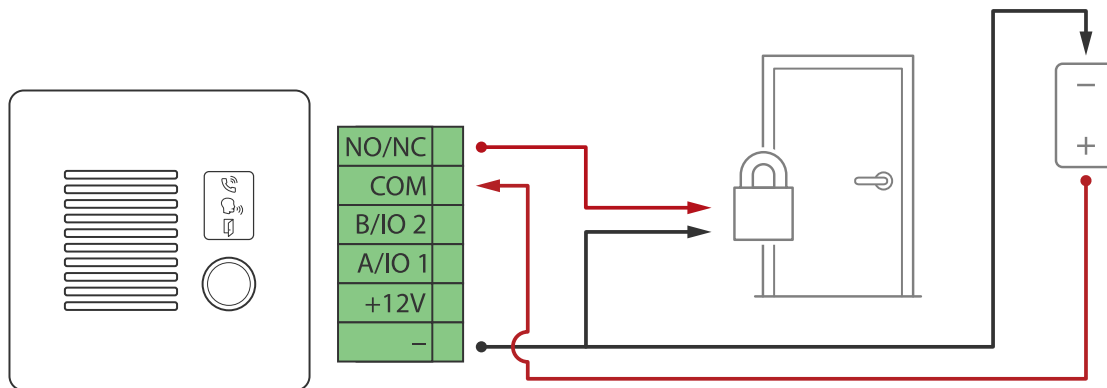 NO/NC
COM
B/IO 2
A/IO 1
+12V
–
−
+